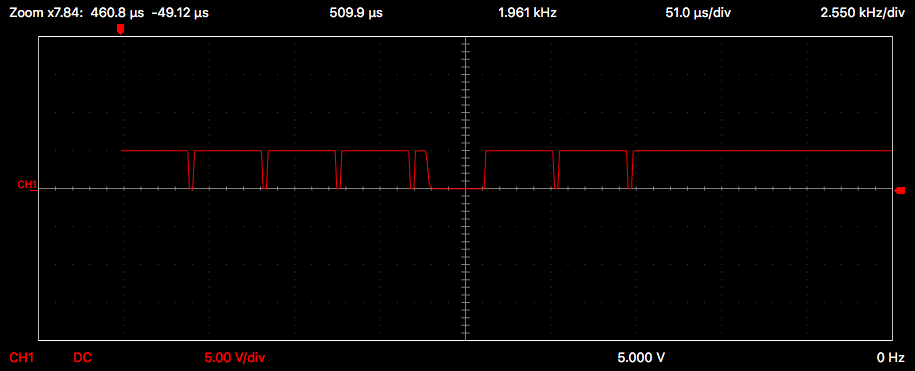 Zoom x7.84: 460.8 µs -49.12 µs 509.9 µs 1.961 kHz 51.0 µs/div 2.550 kHz/div
CH1
CH1 DC 5.00 V/div 5.000 V 0 Hz